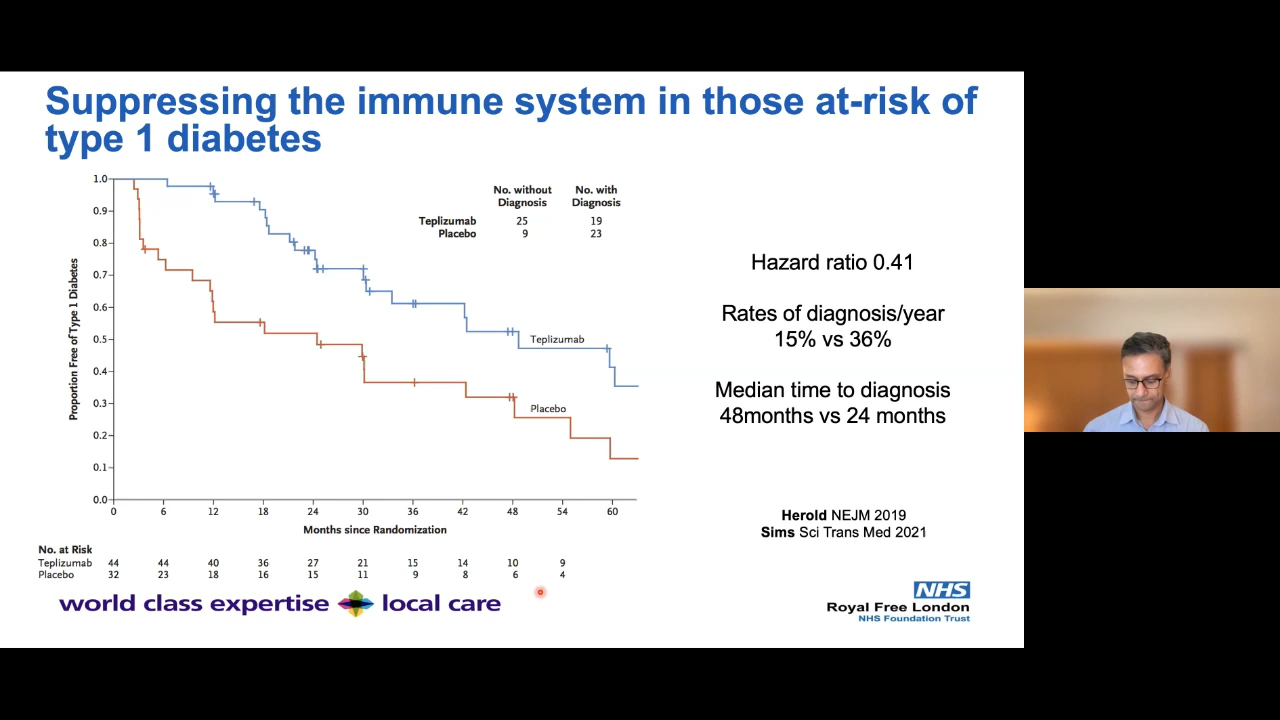 Suppressing the immune system in those at-risk of
type 1 diabetes
1.0
0.9
0.8
0.7
0.6
0.5
0.4
0.3
0.2
0.1
0.0
Proportion Free of Type 1 Diabetes
No. without No. with
Diagnosis Diagnosis
Teplizumab 25 19
Placebo 9 23
Teplizumab
Placebo
0 6 12 18 24 30 36 42 48 54 60
Months since Randomization
No. at Risk
Teplizumab 44 44 40 36 27 21 15 14 10 9
Placebo 32 23 18 16 15 11 9 8 6 4
Hazard ratio 0.41
Rates of diagnosis/year
15% vs 36%
Median time to diagnosis
48months vs 24 months
Herold NEJM 2019
Sims Sci Trans Med 2021
world class expertise local care
NHS
Royal Free London
NHS Foundation Trust